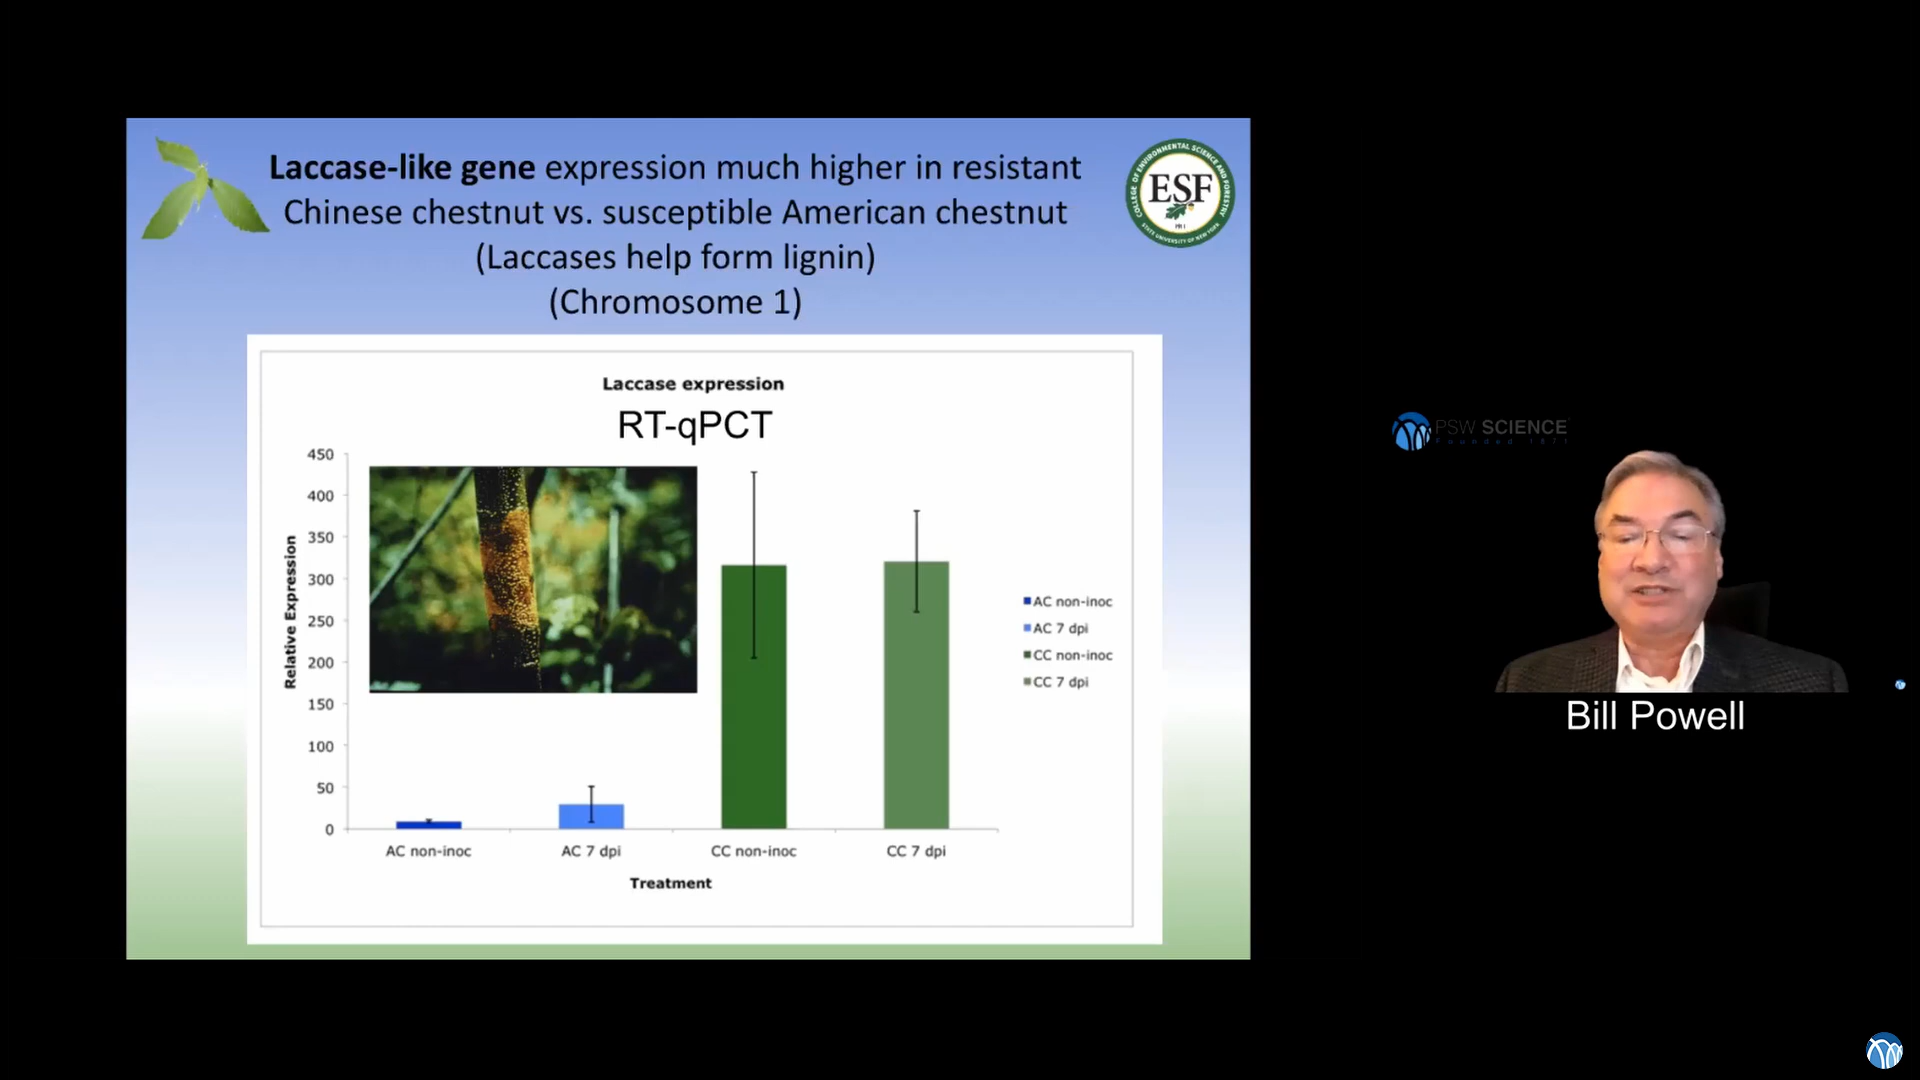 Laccase-like gene expression much higher in resistant
Chinese chestnut vs. susceptible American chestnut
(Laccases help form lignin)
(Chromosome 1)
COLLEGE OF ENVIRONMENTAL SCIENCE AND FORESTRY
ESF
STATE UNIVERSITY OF NEW YORK
Laccase expression
RT-qPCT
Relative Expression
450
400
350
300
250
200
150
100
50
0
AC non-inoc
AC 7 dpi
CC non-inoc
CC 7 dpi
Treatment
AC non-inoc
AC 7 dpi
CC non-inoc
CC 7 dpi
PSW SCIENCE
Founded 1871
Bill Powell